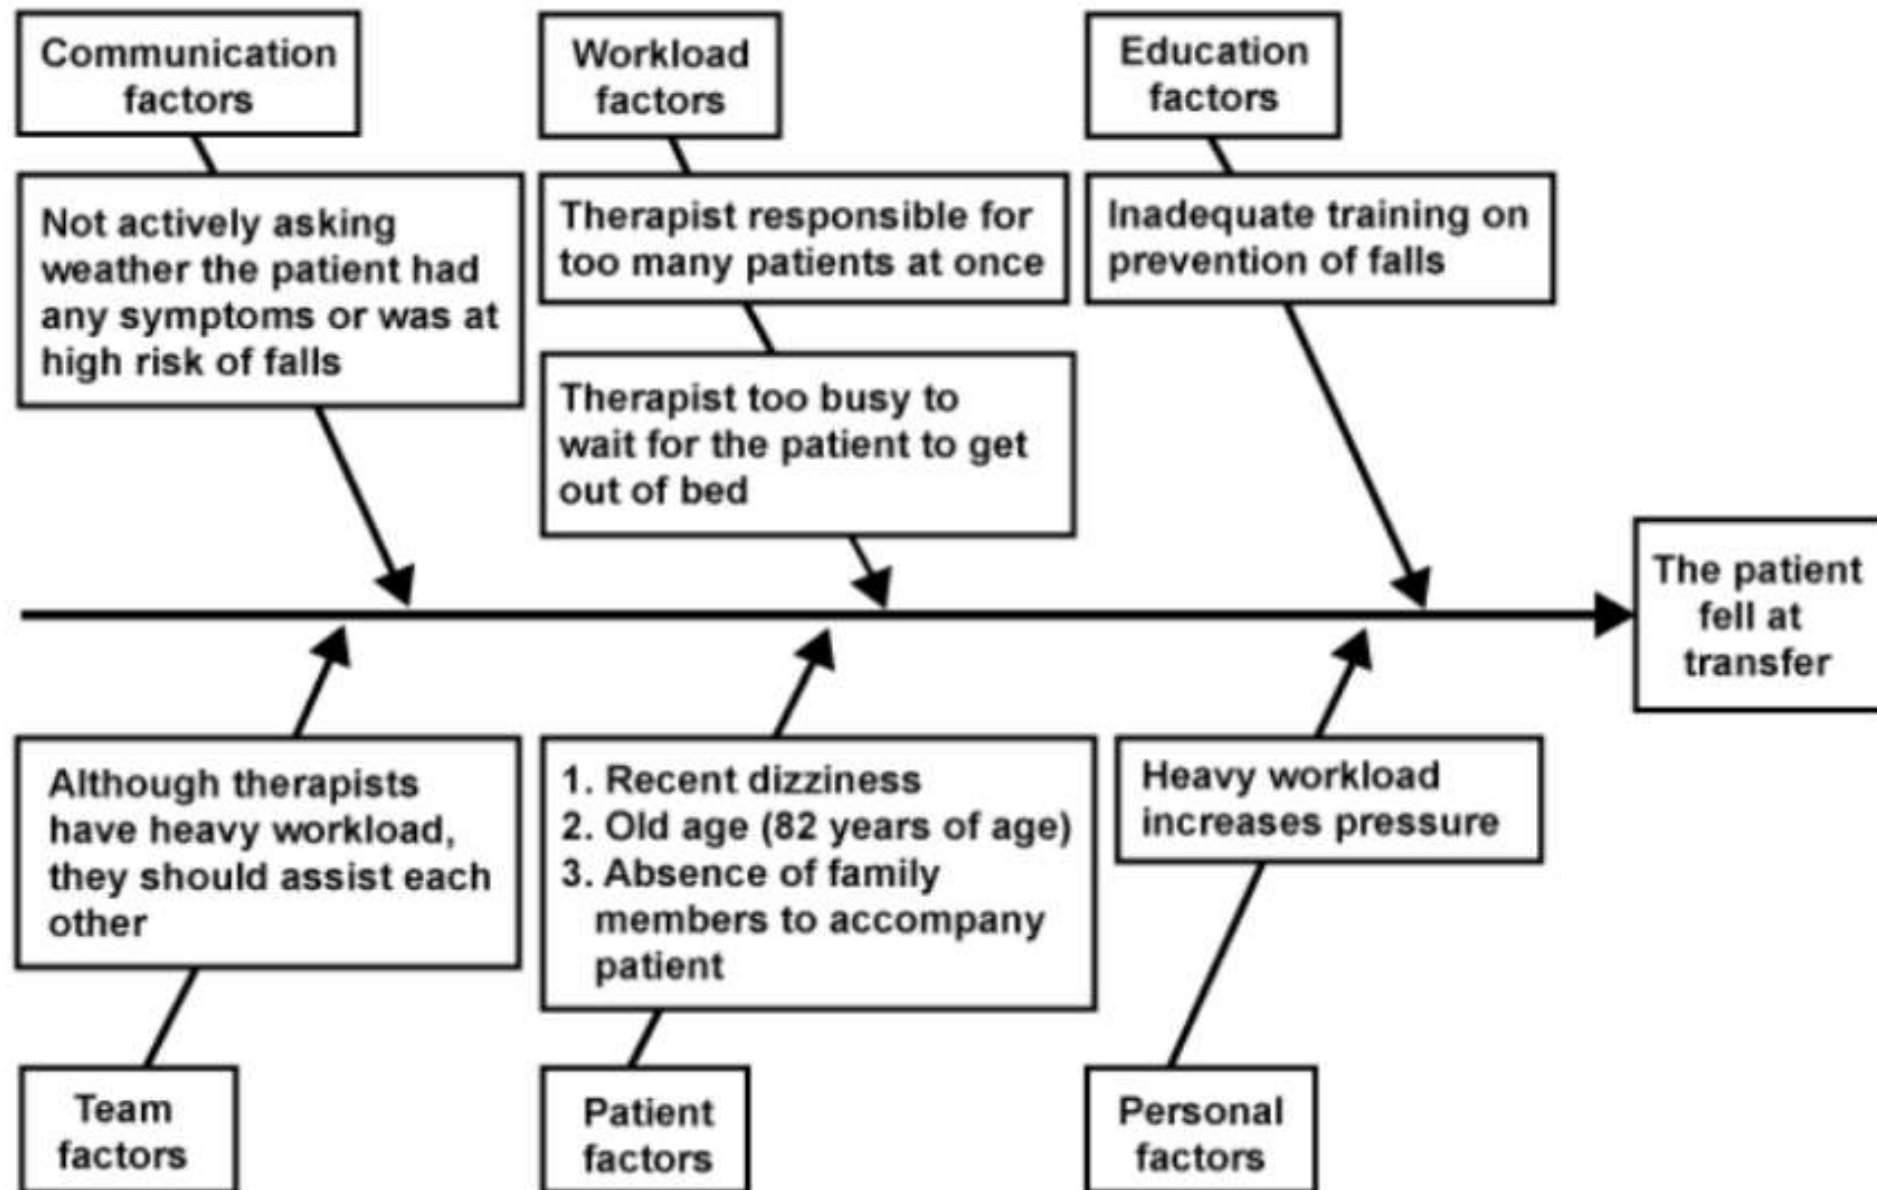 Communication
factors
Workload
factors
Education
factors
Not actively asking
weather the patient had
any symptoms or was at
high risk of falls
Therapist responsible for
too many patients at once
Inadequate training on
prevention of falls
Therapist too busy to
wait for the patient to get
out of bed
The patient
fell at
transfer
Although therapists
have heavy workload,
they should assist each
other
1. Recent dizziness
2. Old age (82 years of age)
3. Absence of family
members to accompany
patient
Heavy workload
increases pressure
Team
factors
Patient
factors
Personal
factors